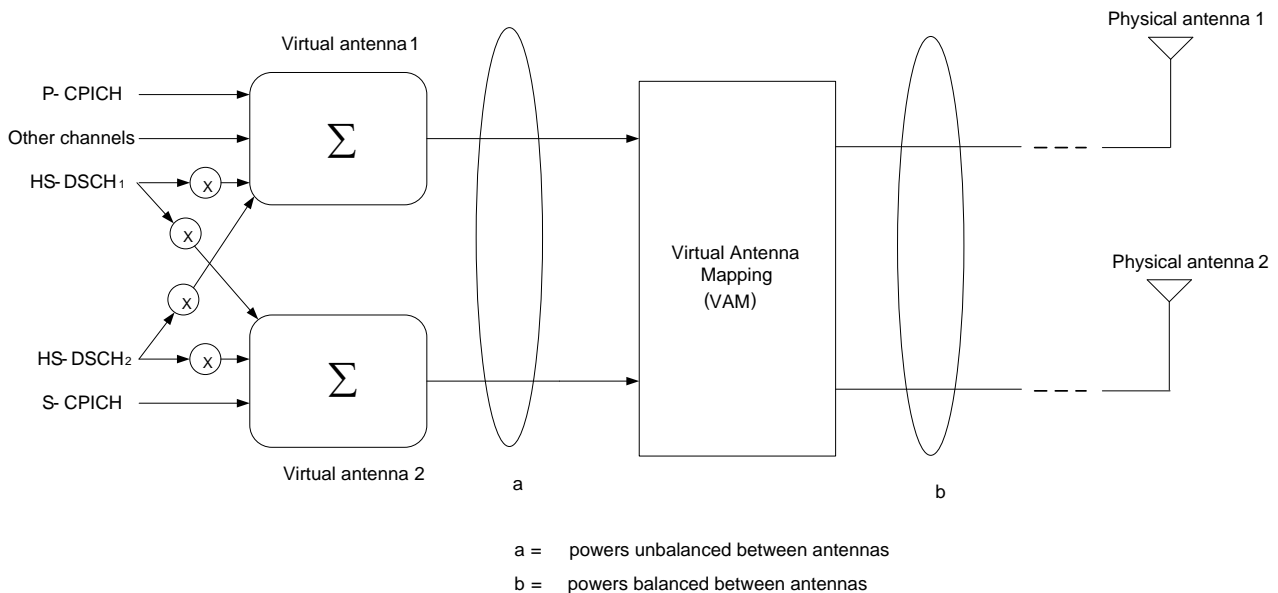 Physical antenna 1
Virtual antenna 1
P- CPICH
Other channels
HS- DSCH1
X
X
Σ
Virtual Antenna
Mapping
(VAM)
Physical antenna 2
X
HS- DSCH2
X
S- CPICH
Σ
Virtual antenna 2
a
b
a = powers unbalanced between antennas
b = powers balanced between antennas